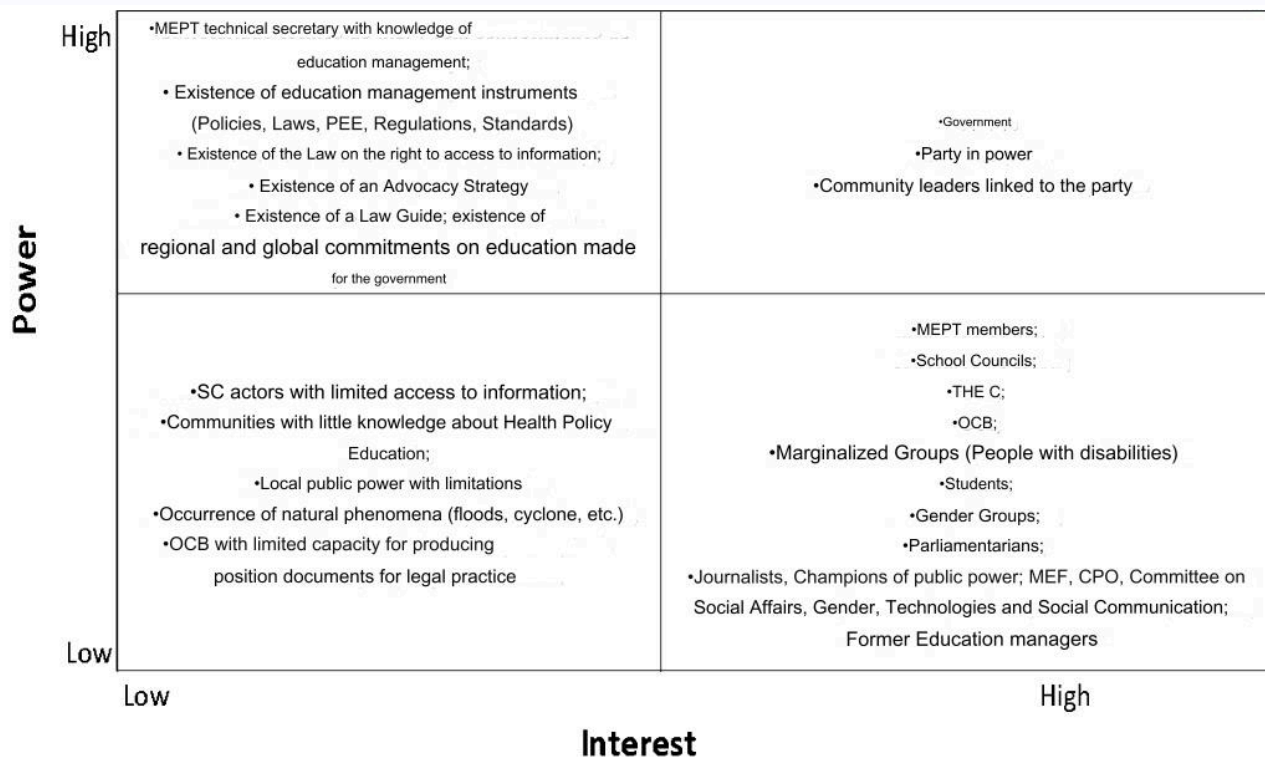 High
•MEPT technical secretary with knowledge of
education management;
• Existence of education management instruments
(Policies, Laws, PEE, Regulations, Standards)
• Existence of the Law on the right to access to information;
• Existence of an Advocacy Strategy
• Existence of a Law Guide; existence of
regional and global commitments on education made
for the government
•Government
•Party in power
•Community leaders linked to the party
Power
•SC actors with limited access to information;
•Communities with little knowledge about Health Policy
Education;
•Local public power with limitations
•Occurrence of natural phenomena (floods, cyclone, etc.)
•OCB with limited capacity for producing
position documents for legal practice
•MEPT members;
•School Councils;
•THE C;
•OCB;
•Marginalized Groups (People with disabilities)
•Students;
•Gender Groups;
•Parliamentarians;
•Journalists, Champions of public power; MEF, CPO, Committee on
Social Affairs, Gender, Technologies and Social Communication;
Former Education managers
Low
Low
High
Interest